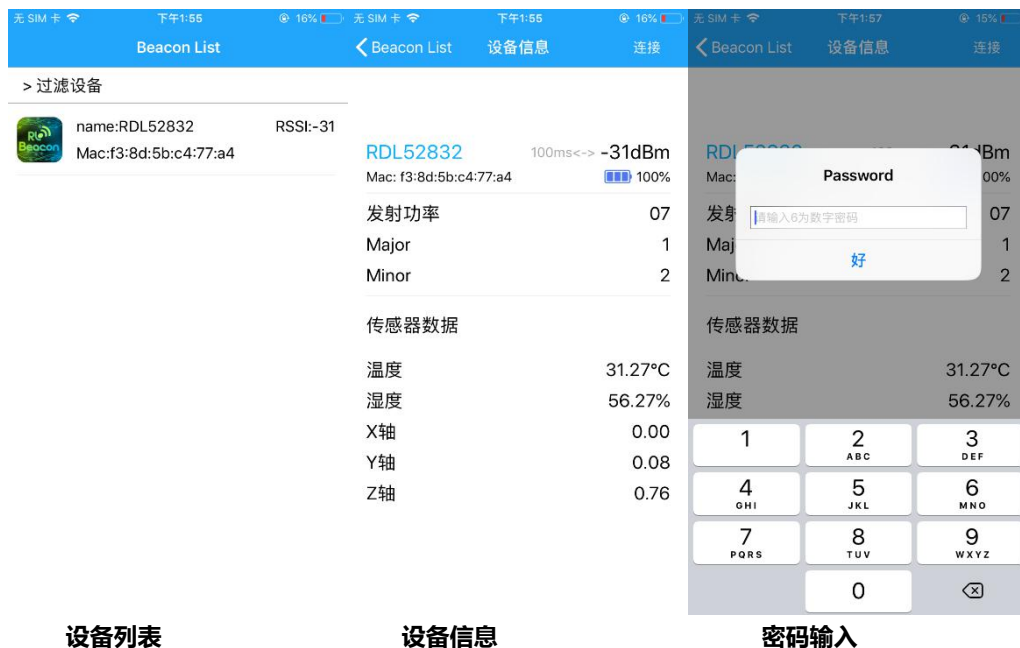 无 SIM 卡 下午1:55 16%
Beacon List
> 过滤设备
RD Beacon
name:RDL52832 RSSI:-31
Mac:f3:8d:5b:c4:77:a4
设备列表
无 SIM 卡 下午1:55 16%
Beacon List 设备信息 连接
RDL52832 100ms<-> -31dBm
Mac: f3:8d:5b:c4:77:a4 100%
发射功率 07
Major 1
Minor 2
传感器数据
温度 31.27°C
湿度 56.27%
X轴 0.00
Y轴 0.08
Z轴 0.76
设备信息
无 SIM 卡 下午1:57 15%
Beacon List 设备信息 连接
Mac: 00%
Password
请输入6为数字密码
好
发射 07
Maj 1
2
传感器数据
温度 31.27°C
湿度 56.27%
1 2 3
ABC DEF
4 5 6
GHI JKL MNO
7 8 9
PQRS TUV WXYZ
0
密码输入